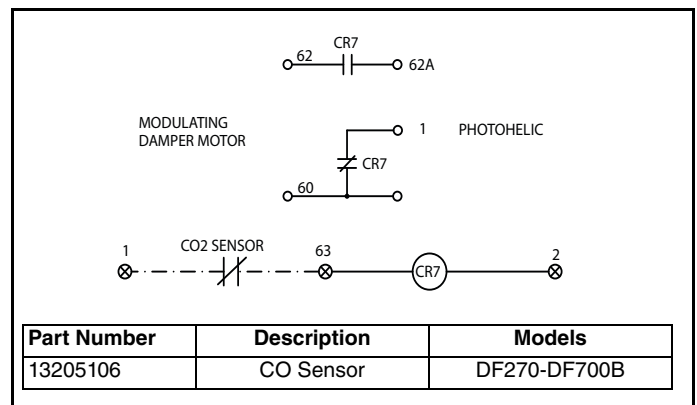 CR7
62
62A
MODULATING
DAMPER MOTOR
1
PHOTOHELIC
CR7
60
1
CO2 SENSOR
63
2
CR7
Part Number Description Models
13205106 CO Sensor DF270-DF700B